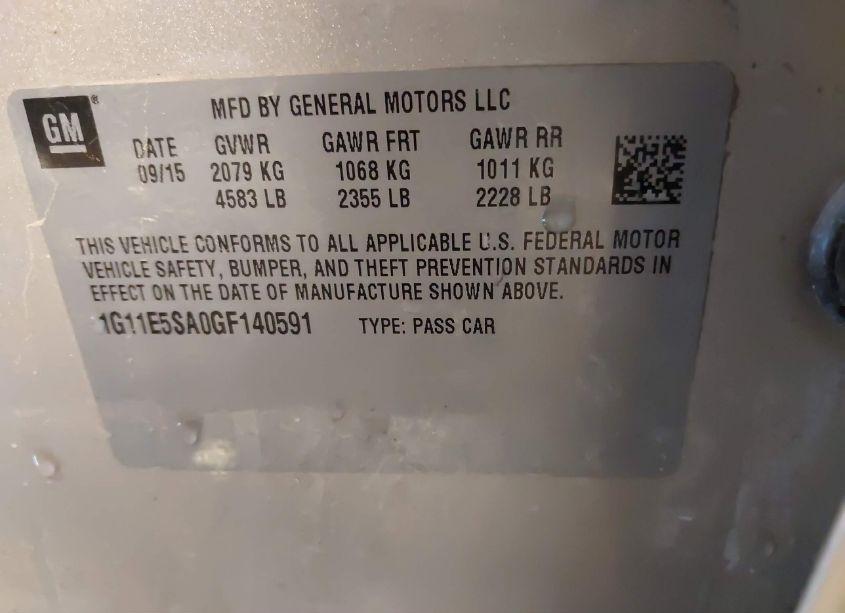 GM
MFD BY GENERAL MOTORS LLC
DATE GVWR GAWR FRT GAWR RR
09/15 2079 KG 1068 KG 1011 KG
4583 LB 2355 LB 2228 LB
THIS VEHICLE CONFORMS TO ALL APPLICABLE U.S. FEDERAL MOTOR
VEHICLE SAFETY, BUMPER, AND THEFT PREVENTION STANDARDS IN
EFFECT ON THE DATE OF MANUFACTURE SHOWN ABOVE.
1G11E5SA0GF140591 TYPE: PASS CAR